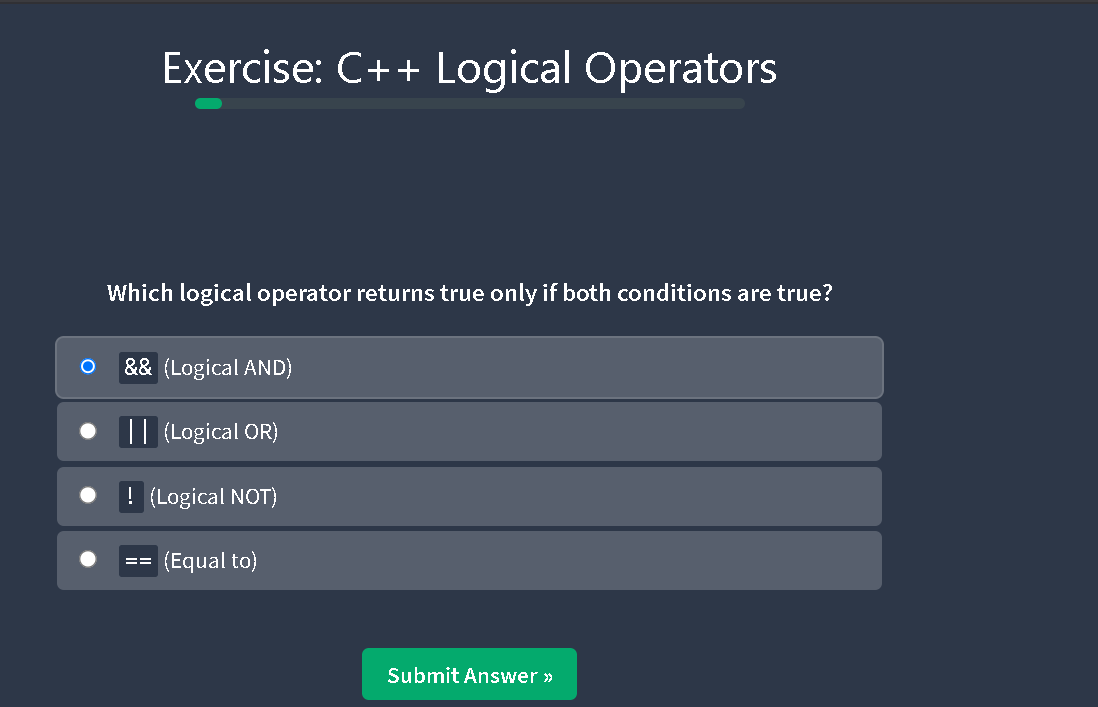 Exercise: C++ Logical Operators
Which logical operator returns true only if both conditions are true?
&& (Logical AND)
|| (Logical OR)
! (Logical NOT)
== (Equal to)
Submit Answer »